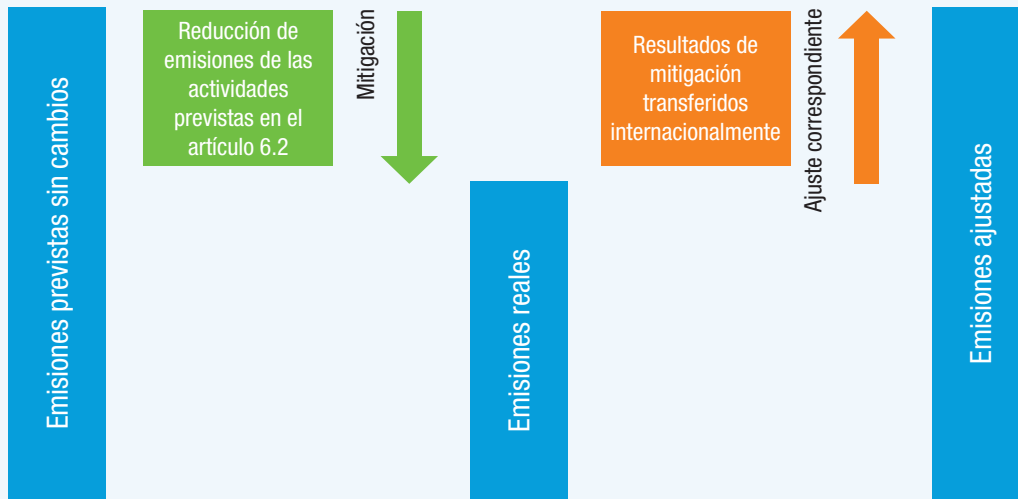 Emisiones previstas sin cambios
Reducción de
emisiones de las
actividades
previstas en el
artículo 6.2
Mitigación
Emisiones reales
Resultados de
mitigación
transferidos
internacionalmente
Ajuste correspondiente
Emisiones ajustadas